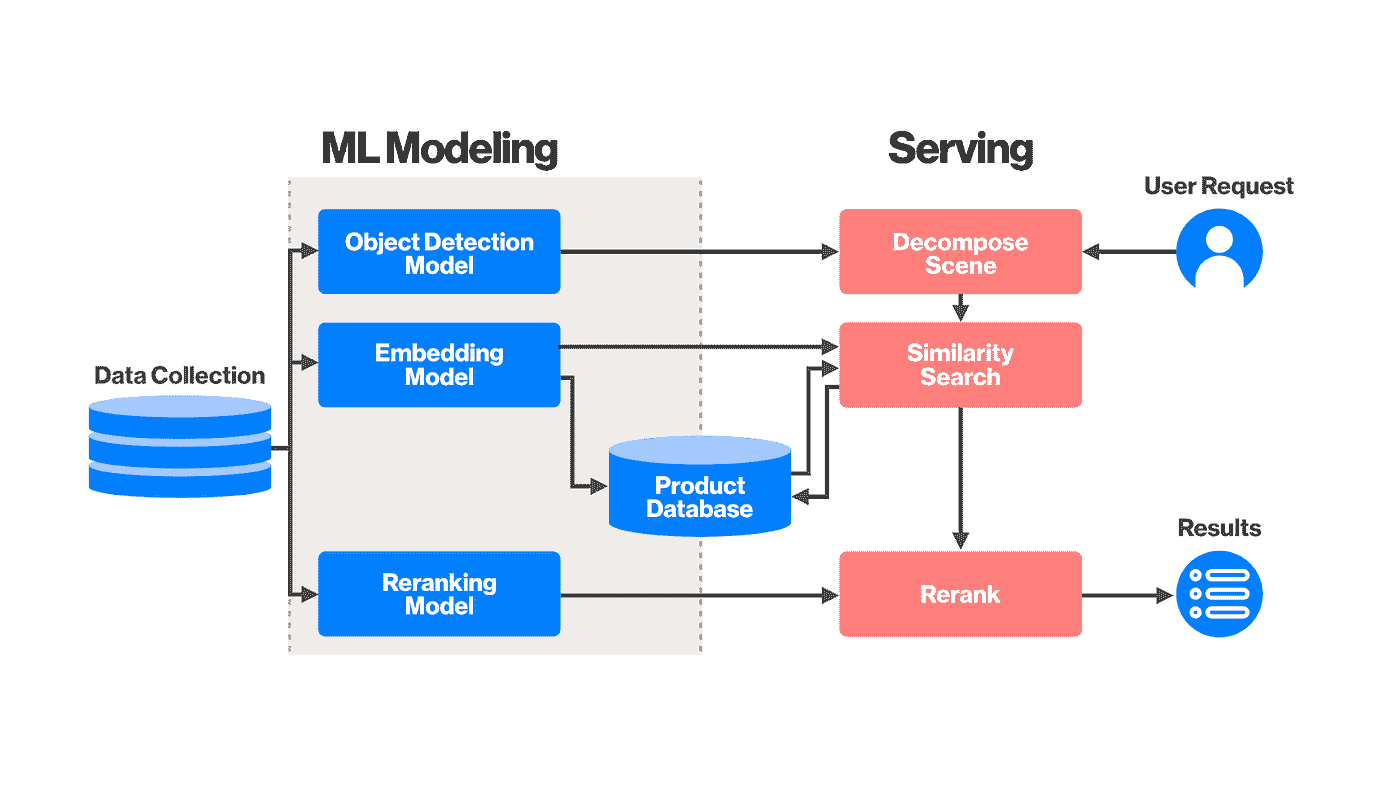 ML Modeling
Serving
User Request
Object Detection
Model
Decompose
Scene
Embedding
Model
Similarity
Search
Data Collection
Product
Database
Results
Reranking
Model
Rerank